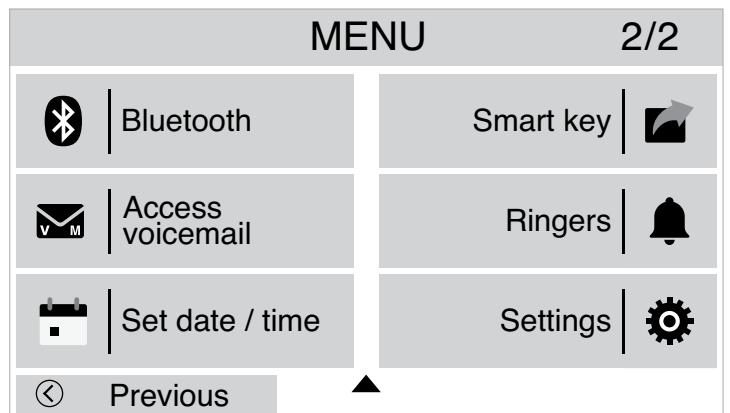 MENU 2/2
Bluetooth
Smart key
Access
voicemail
V M
Ringers
Set date / time
Settings
Previous